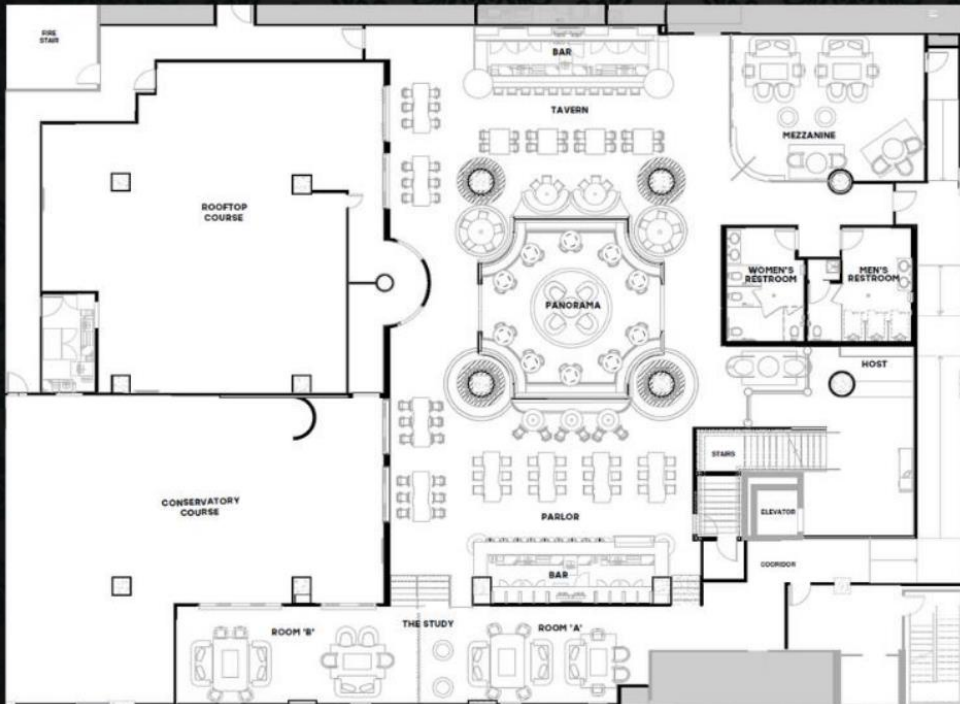 FIRE
STAIR
BAR
TAVERN
MEZZANINE
ROOFTOP
COURSE
WOMEN'S
RESTROOM
MEN'S
RESTROOM
PANORAMA
HOST
STAIRS
CONSERVATORY
COURSE
ELEVATOR
PARLOR
COORIDOR
BAR
ROOM 'B'
THE STUDY
ROOM 'A'